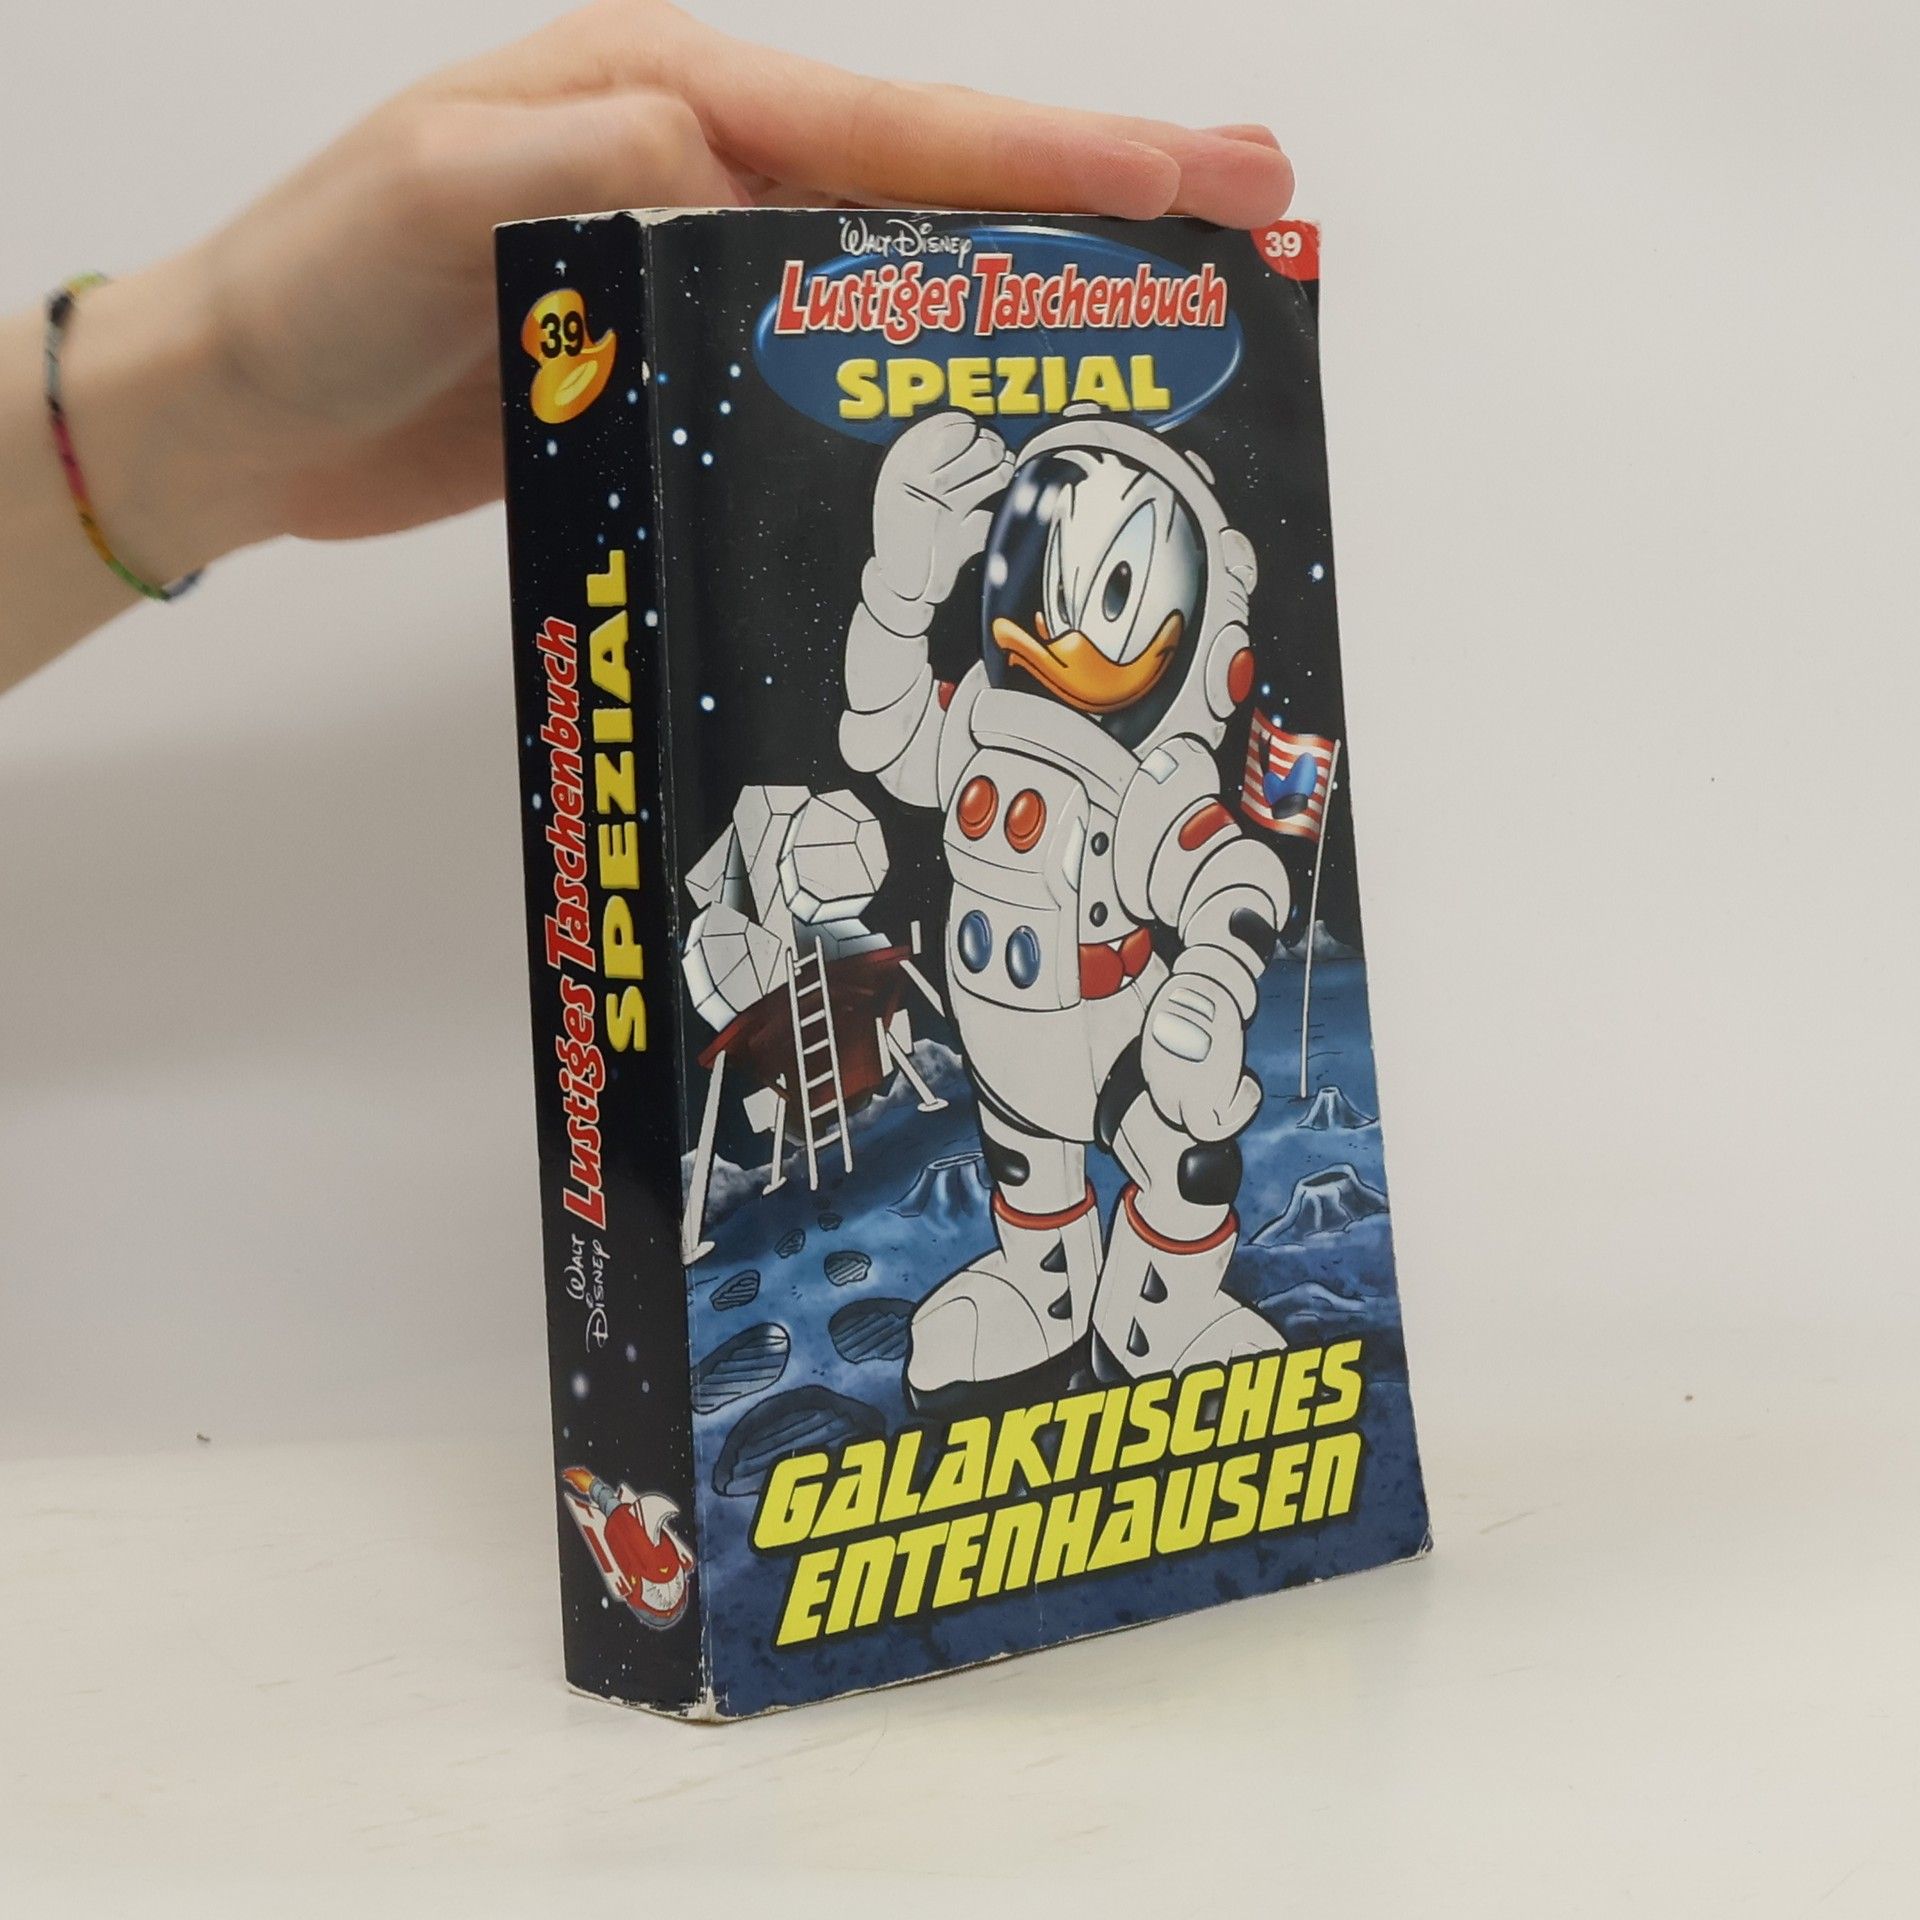 39
Lustiges Taschenbuch
SPEZIAL
WALT DISNEY
WALT DISNEY
39
Lustiges Taschenbuch
SPEZIAL
GALAKTISCHES
ENTENHAUSEN